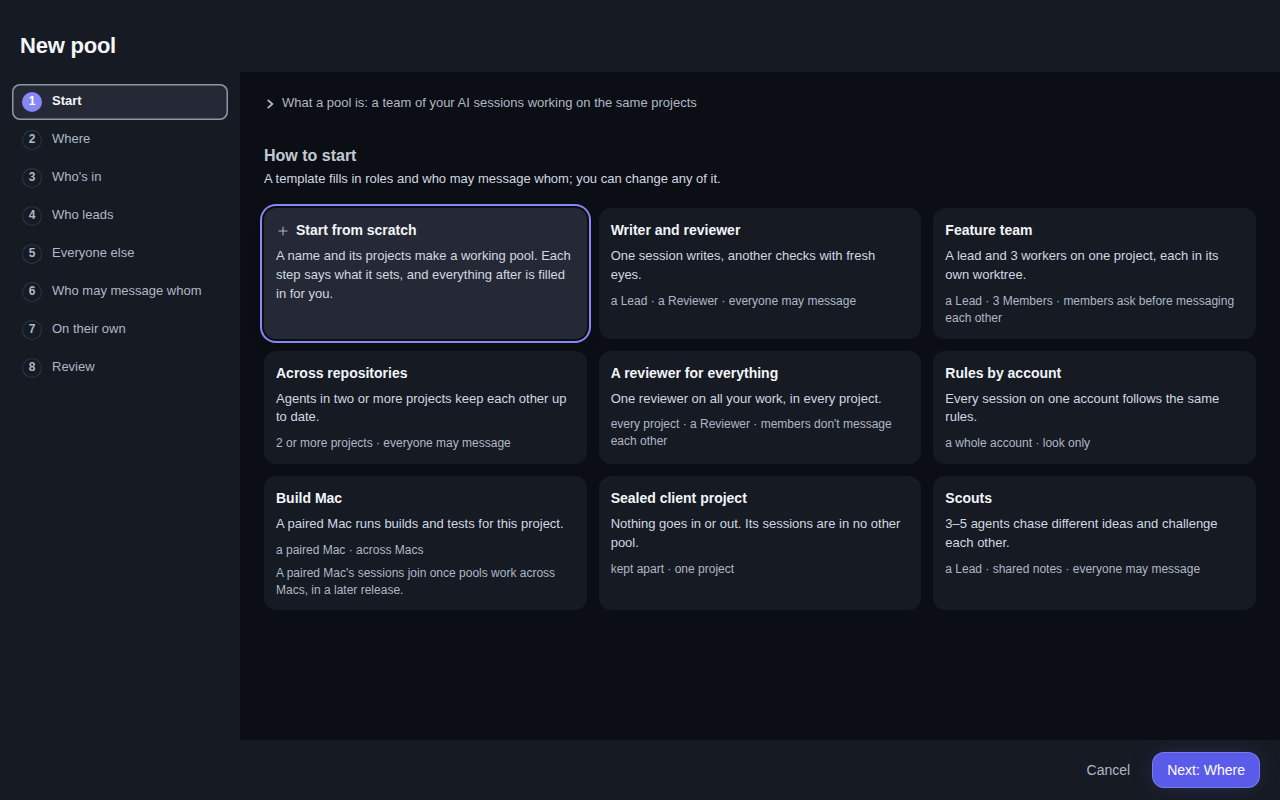 New pool
1 Start
2 Where
3 Who's in
4 Who leads
5 Everyone else
6 Who may message whom
7 On their own
8 Review
What a pool is: a team of your AI sessions working on the same projects
How to start
A template fills in roles and who may message whom; you can change any of it.
+ Start from scratch
A name and its projects make a working pool. Each
step says what it sets, and everything after is filled
in for you.
Writer and reviewer
One session writes, another checks with fresh
eyes.
a Lead · a Reviewer · everyone may message
Feature team
A lead and 3 workers on one project, each in its
own worktree.
a Lead · 3 Members · members ask before messaging
each other
Across repositories
Agents in two or more projects keep each other up
to date.
2 or more projects · everyone may message
A reviewer for everything
One reviewer on all your work, in every project.
every project · a Reviewer · members don't message
each other
Rules by account
Every session on one account follows the same
rules.
a whole account · look only
Build Mac
A paired Mac runs builds and tests for this project.
a paired Mac · across Macs
A paired Mac's sessions join once pools work across
Macs, in a later release.
Sealed client project
Nothing goes in or out. Its sessions are in no other
pool.
kept apart · one project
Scouts
3–5 agents chase different ideas and challenge
each other.
a Lead · shared notes · everyone may message
Cancel
Next: Where